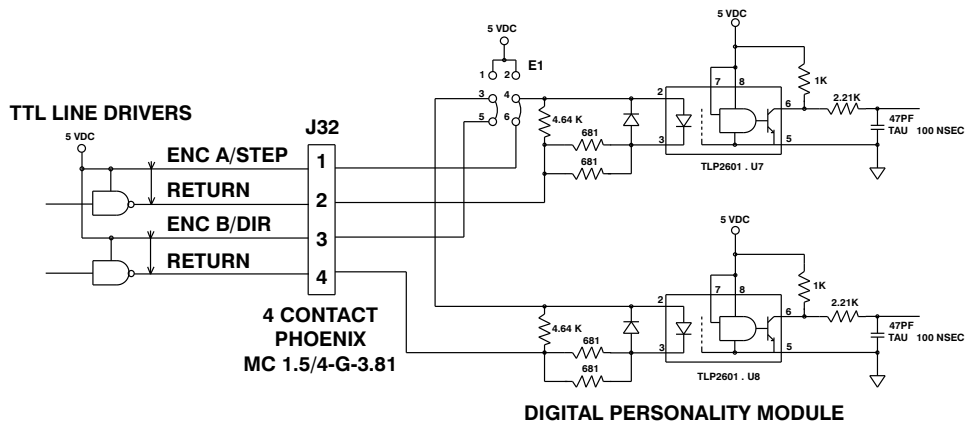 5 VDC
E1
1
2
3
4
5
6
TTL LINE DRIVERS
5 VDC
J32
ENC A/STEP
1
RETURN
2
ENC B/DIR
3
RETURN
4
4 CONTACT
PHOENIX
MC 1.5/4-G-3.81
5 VDC
7 8
1K
2
6
2.21K
4.64 K
681
681
3
5
47PF
TAU 100 NSEC
TLP2601 . U7
5 VDC
7 8
1K
2
6
2.21K
4.64 K
681
681
3
5
47PF
TAU 100 NSEC
TLP2601 . U8
DIGITAL PERSONALITY MODULE